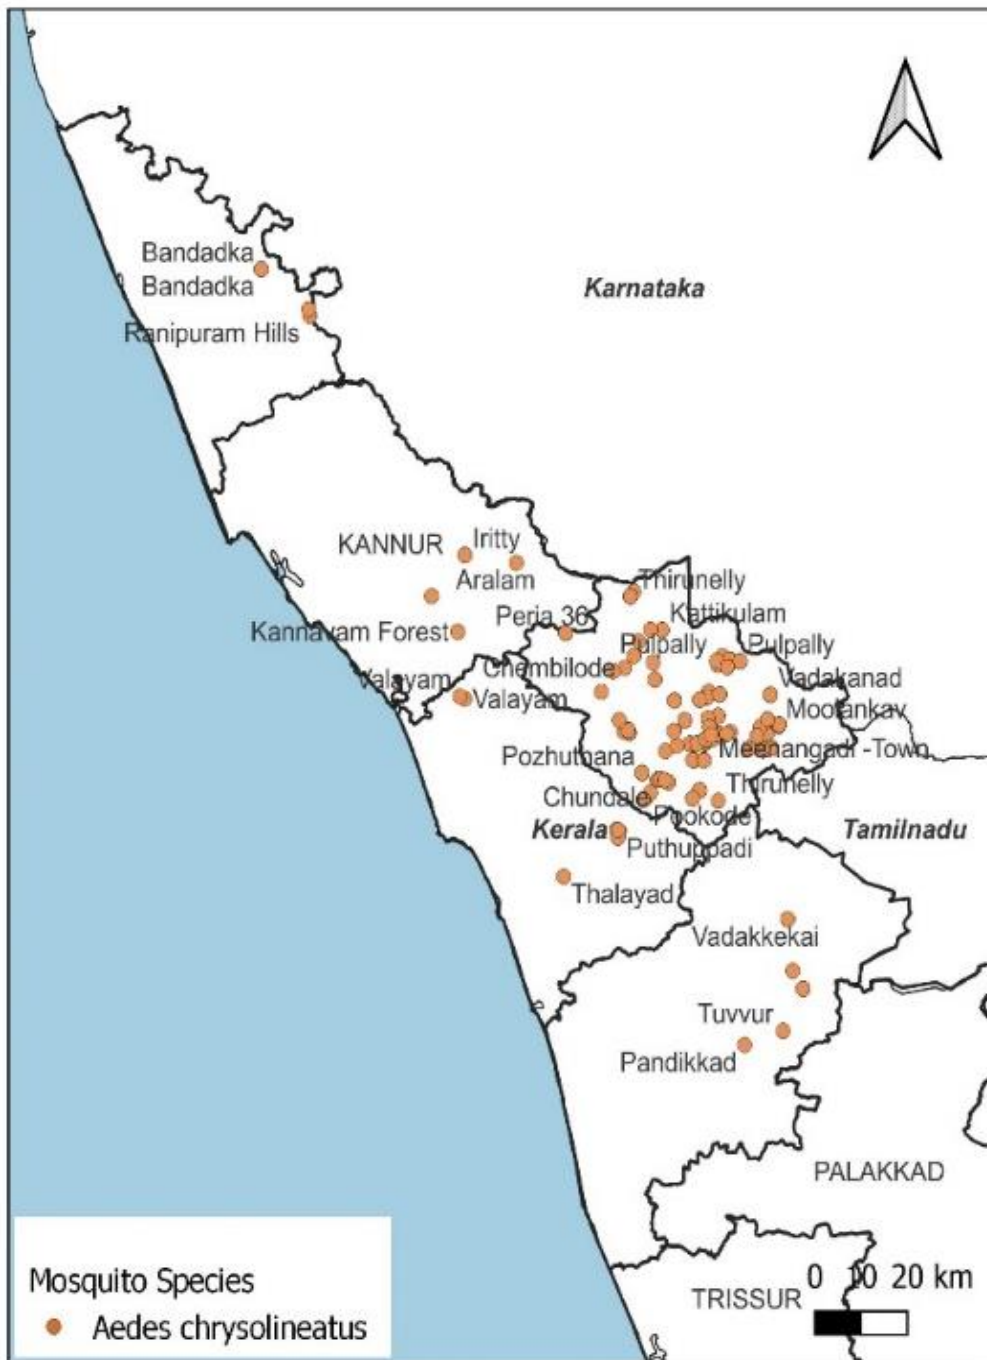 Bandadka
Bandadka
Karnataka
Ranipuram Hills
KANNUR
Iritty
Aralam
Thirunelly
Peria 36
Kattikulam
Kannavam Forest
Pulpally
Pulpally
Chembilode
Valayam
Valayam
Vadakanad
Mootankav
Pozhuthana
Meenangadi -Town
Chundale
Thirunelly
Pookode
Kerala
Tamilnadu
Puthuppadi
Thalayad
Vadakkekai
Tuvvur
Pandikkad
PALAKKAD
TRISSUR
0 10 20 km
Mosquito Species
Aedes chrysolineatus